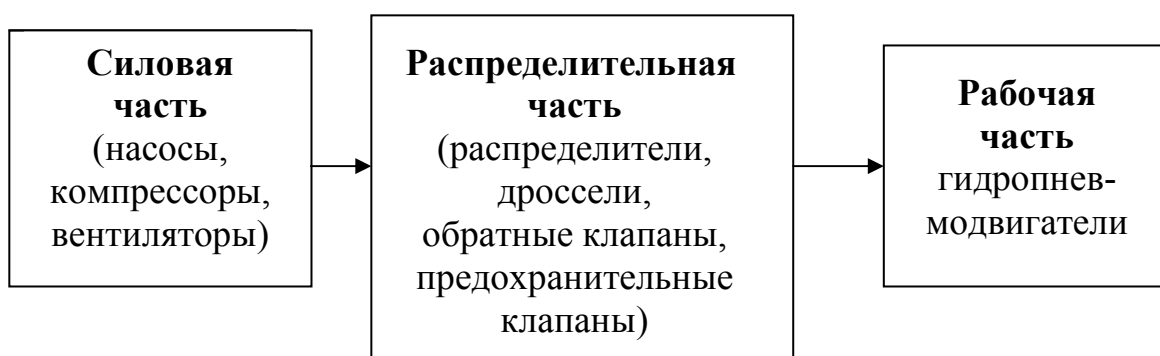 Силовая
часть
(насосы,
компрессоры,
вентиляторы)
Распределительная
часть
(распределители,
дроссели,
обратные клапаны,
предохранительные
клапаны)
Рабочая
часть
гидропнев-
модвигатели